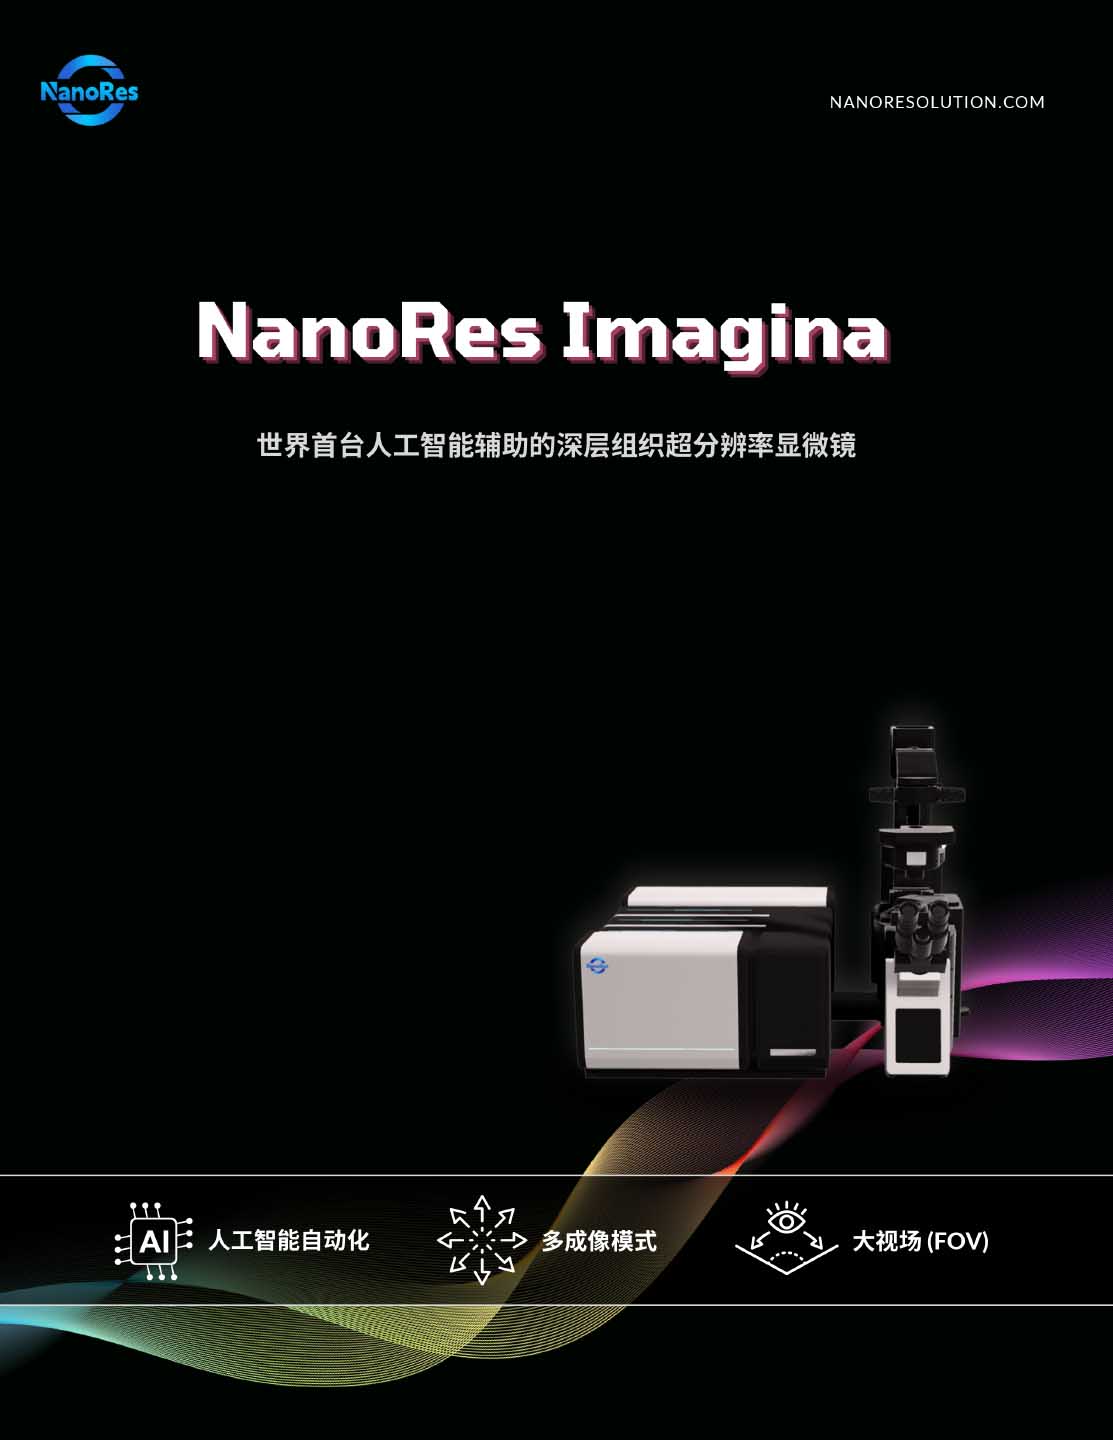 NanoRes
NANORESOLUTION.COM
NanoRes Imagina
世界首台人工智能辅助的深层组织超分辨率显微镜
NanoRes
AI 人工智能自动化
多成像模式
大视场 (FOV)